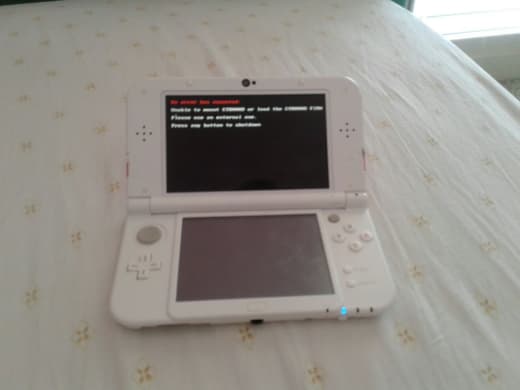 An error has occurred:
Unable to mount CTRNAND or load the CTRNAND FIRM.
Please use an external one.
Press any button to shutdown